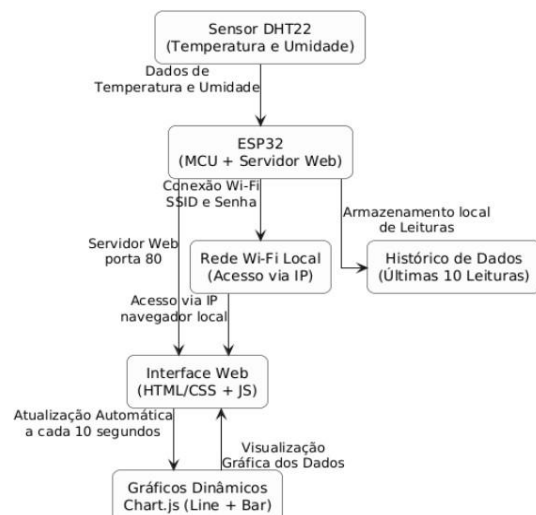 Sensor DHT22
(Temperatura e Umidade)
Dados de
Temperatura e Umidade
ESP32
(MCU + Servidor Web)
Conexão Wi-Fi
SSID e Senha
Armazenamento local
de Leituras
Servidor Web
porta 80
Rede Wi-Fi Local
(Acesso via IP)
Histórico de Dados
(Últimas 10 Leituras)
Acesso via IP
navegador local
Interface Web
(HTML/CSS + JS)
Atualização Automática
a cada 10 segundos
Visualização
Gráfica dos Dados
Gráficos Dinâmicos
Chart.js (Line + Bar)